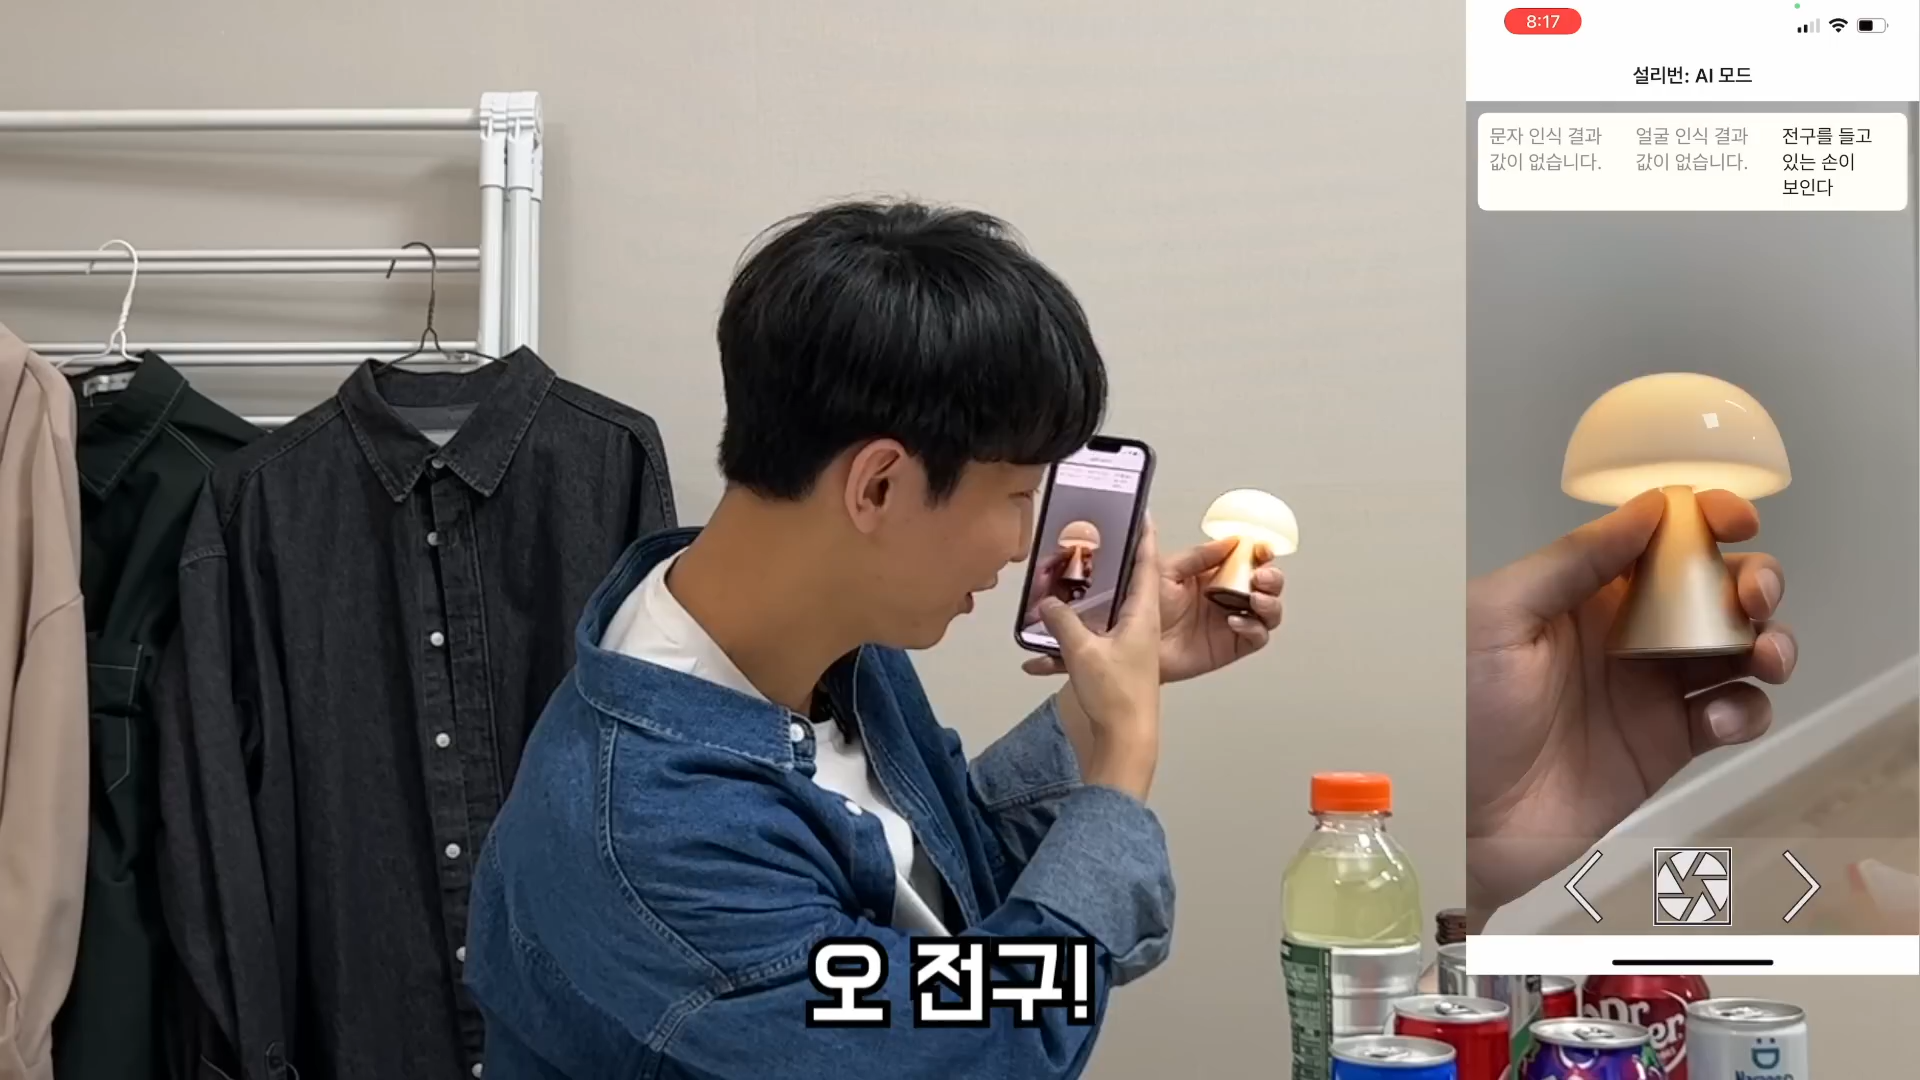 8:17
설리번: AI 모드
문자 인식 결과
값이 없습니다.
얼굴 인식 결과
값이 없습니다.
전구를 들고
있는 손이
보인다
오 전구!
Dr
er